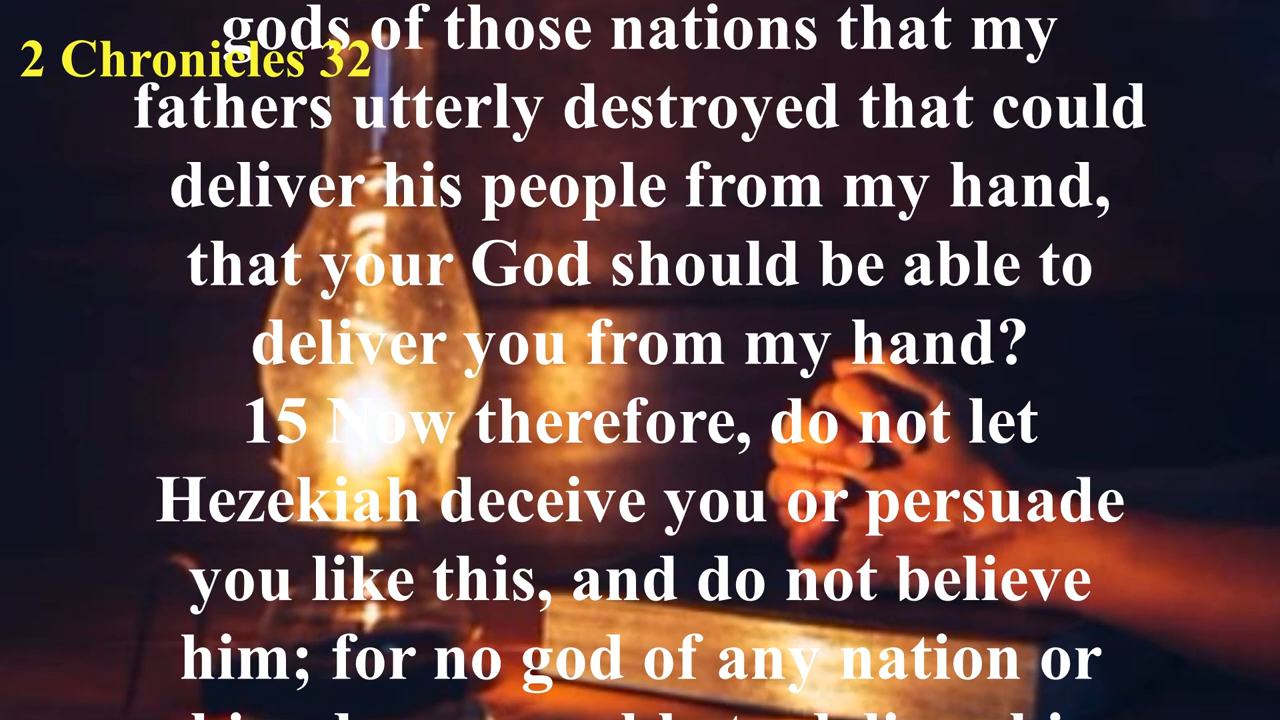 gods of those nations that my
2 Chronicles 32
fathers utterly destroyed that could
deliver his people from my hand,
that your God should be able to
deliver you from my hand?
15 Now therefore, do not let
Hezekiah deceive you or persuade
you like this, and do not believe
him; for no god of any nation or